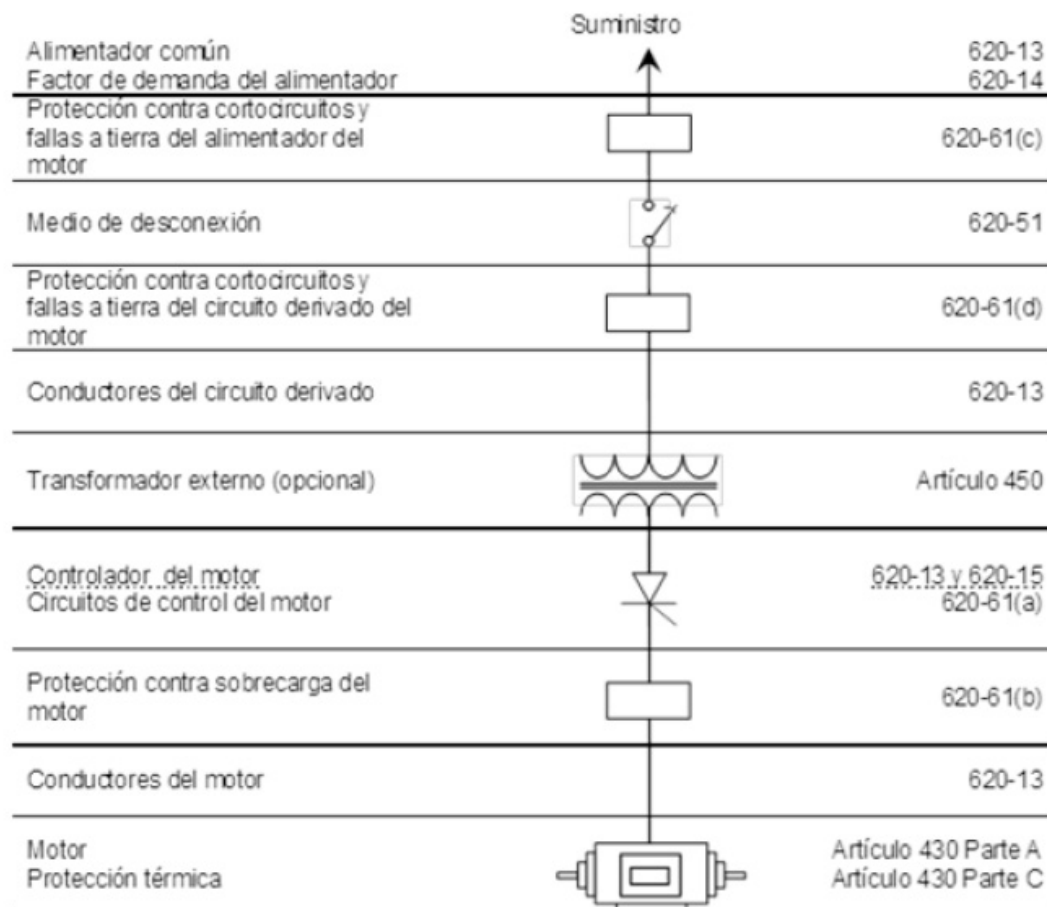 Suministro
Alimentador común 620-13
Factor de demanda del alimentador 620-14
Protección contra cortocircuitos y
fallas a tierra del alimentador del
motor
620-61(c)
Medio de desconexión 620-51
Protección contra cortocircuitos y
fallas a tierra del circuito derivado del
motor
620-61(d)
Conductores del circuito derivado 620-13
Transformador externo (opcional) Artículo 450
Controlador del motor 620-13 y 620-15
Circuitos de control del motor 620-61(a)
Protección contra sobrecarga del
motor
620-61(b)
Conductores del motor 620-13
Motor Artículo 430 Parte A
Protección térmica Artículo 430 Parte C